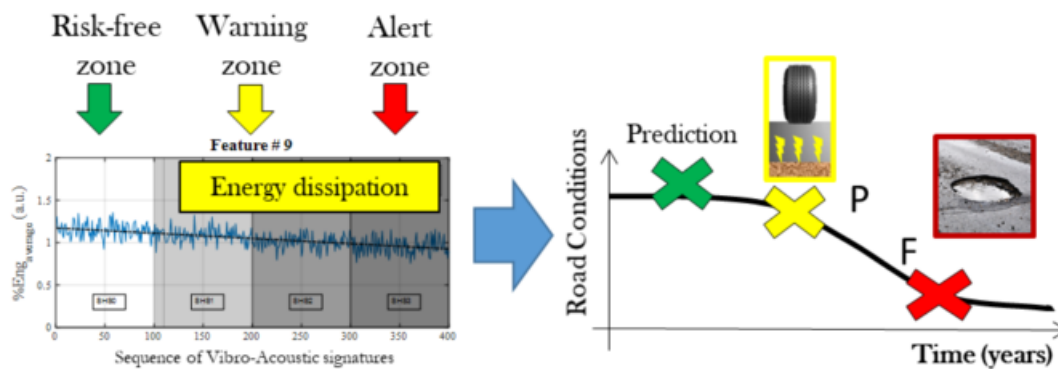 Risk-free
zone
Warning
zone
Alert
zone
Feature # 9
Energy dissipation
%Eng average (a.u.)
2
1.5
1
0.5
0
0
50
100
150
200
250
300
350
400
Sequence of Vibro-Acoustic signatures
Prediction
P
F
Road Conditions
Time (years)